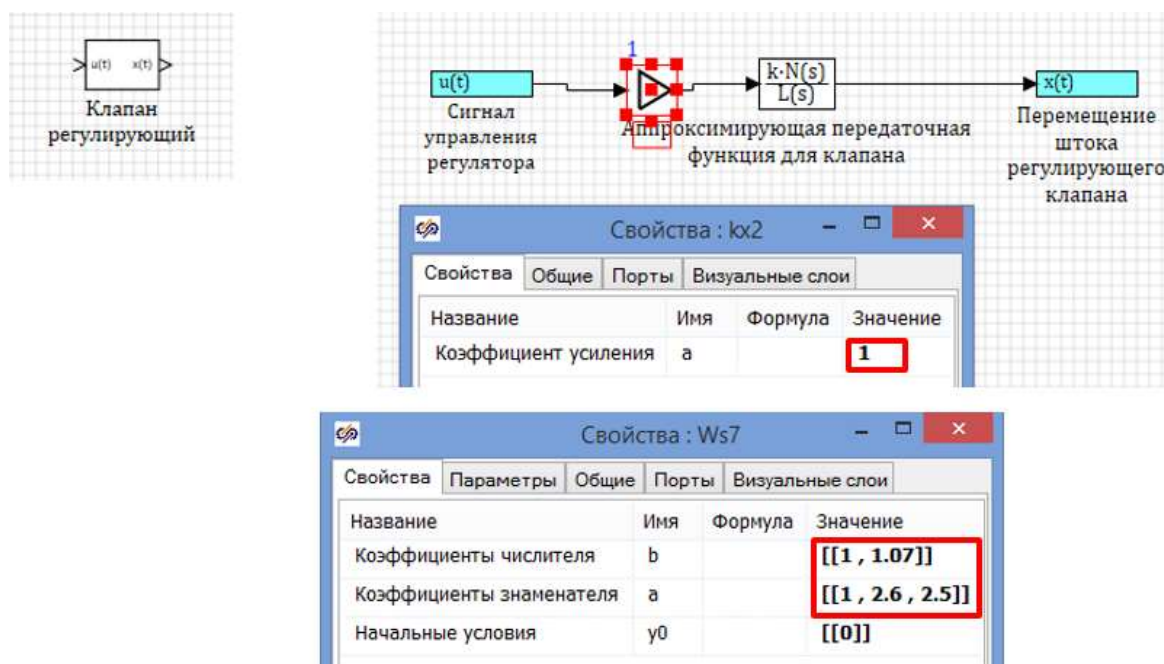 u(t) x(t)
Клапан
регулирующий
1
u(t)
k·N(s)
L(s)
x(t)
Сигнал
управления
регулятора
Аппроксимирующая передаточная
функция для клапана
Перемещение
штока
регулирующего
клапана
Свойства : kx2
Свойства Общие Порты Визуальные слои
Название Имя Формула Значение
Коэффициент усиления a 1
Свойства : Ws7
Свойства Параметры Общие Порты Визуальные слои
Название Имя Формула Значение
Коэффициенты числителя b [[1 , 1.07]]
Коэффициенты знаменателя a [[1 , 2.6 , 2.5]]
Начальные условия y0 [[0]]